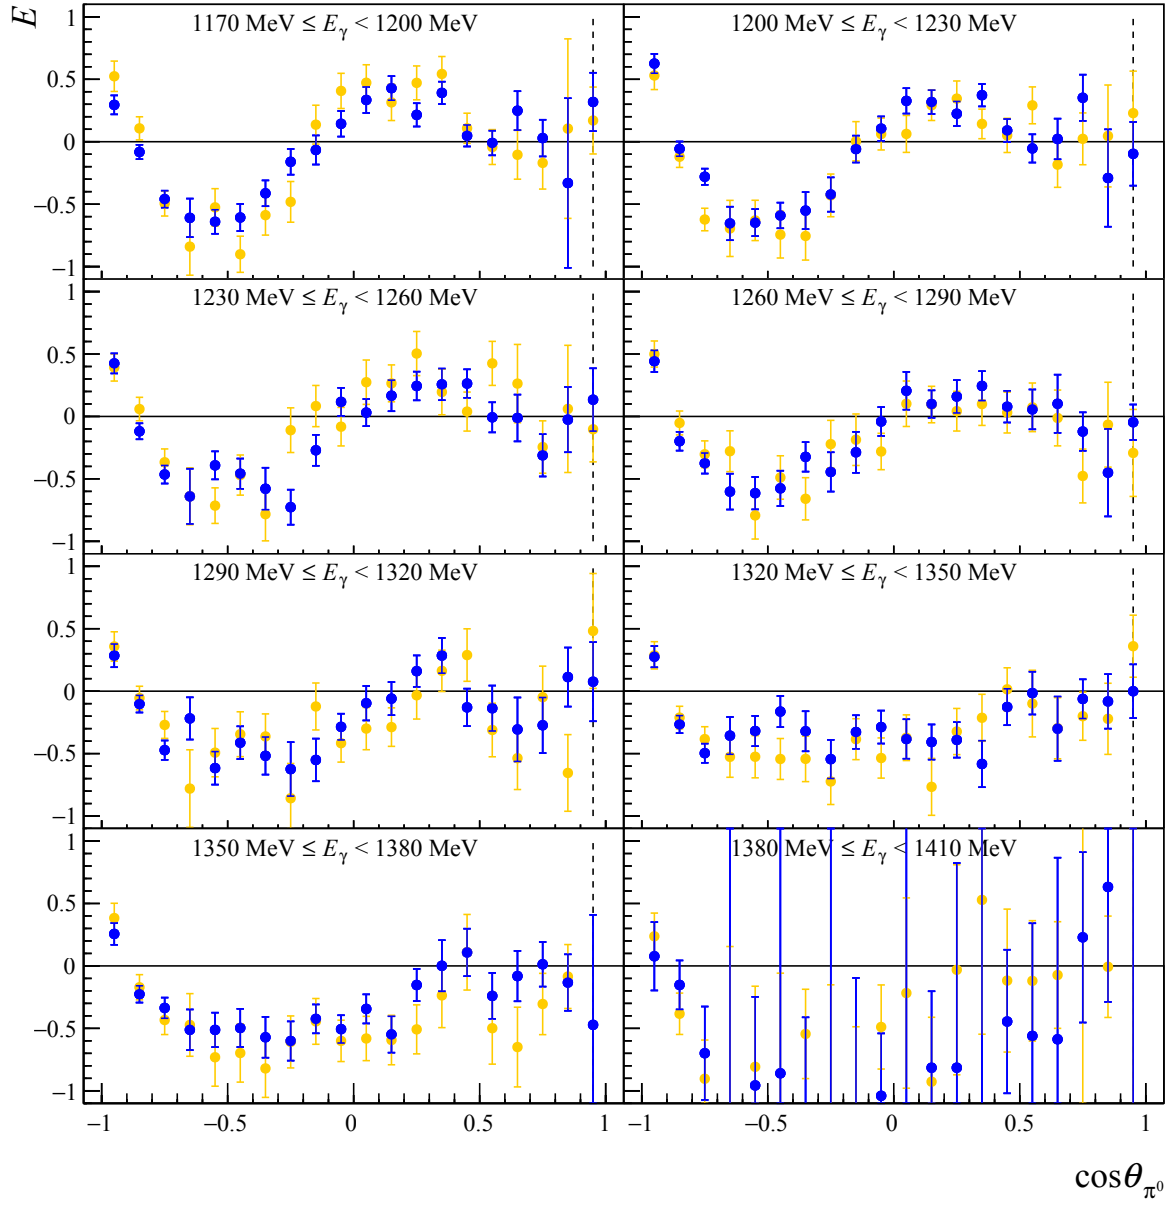 E
1170 MeV ≤ Eγ < 1200 MeV
1200 MeV ≤ Eγ < 1230 MeV
1
0.5
0
−0.5
−1
1230 MeV ≤ Eγ < 1260 MeV
1260 MeV ≤ Eγ < 1290 MeV
1
0.5
0
−0.5
−1
1290 MeV ≤ Eγ < 1320 MeV
1320 MeV ≤ Eγ < 1350 MeV
1
0.5
0
−0.5
−1
1350 MeV ≤ Eγ < 1380 MeV
1380 MeV ≤ Eγ < 1410 MeV
1
0.5
0
−0.5
−1
−1 −0.5 0 0.5 1 −1 −0.5 0 0.5 1
cosθπ⁰